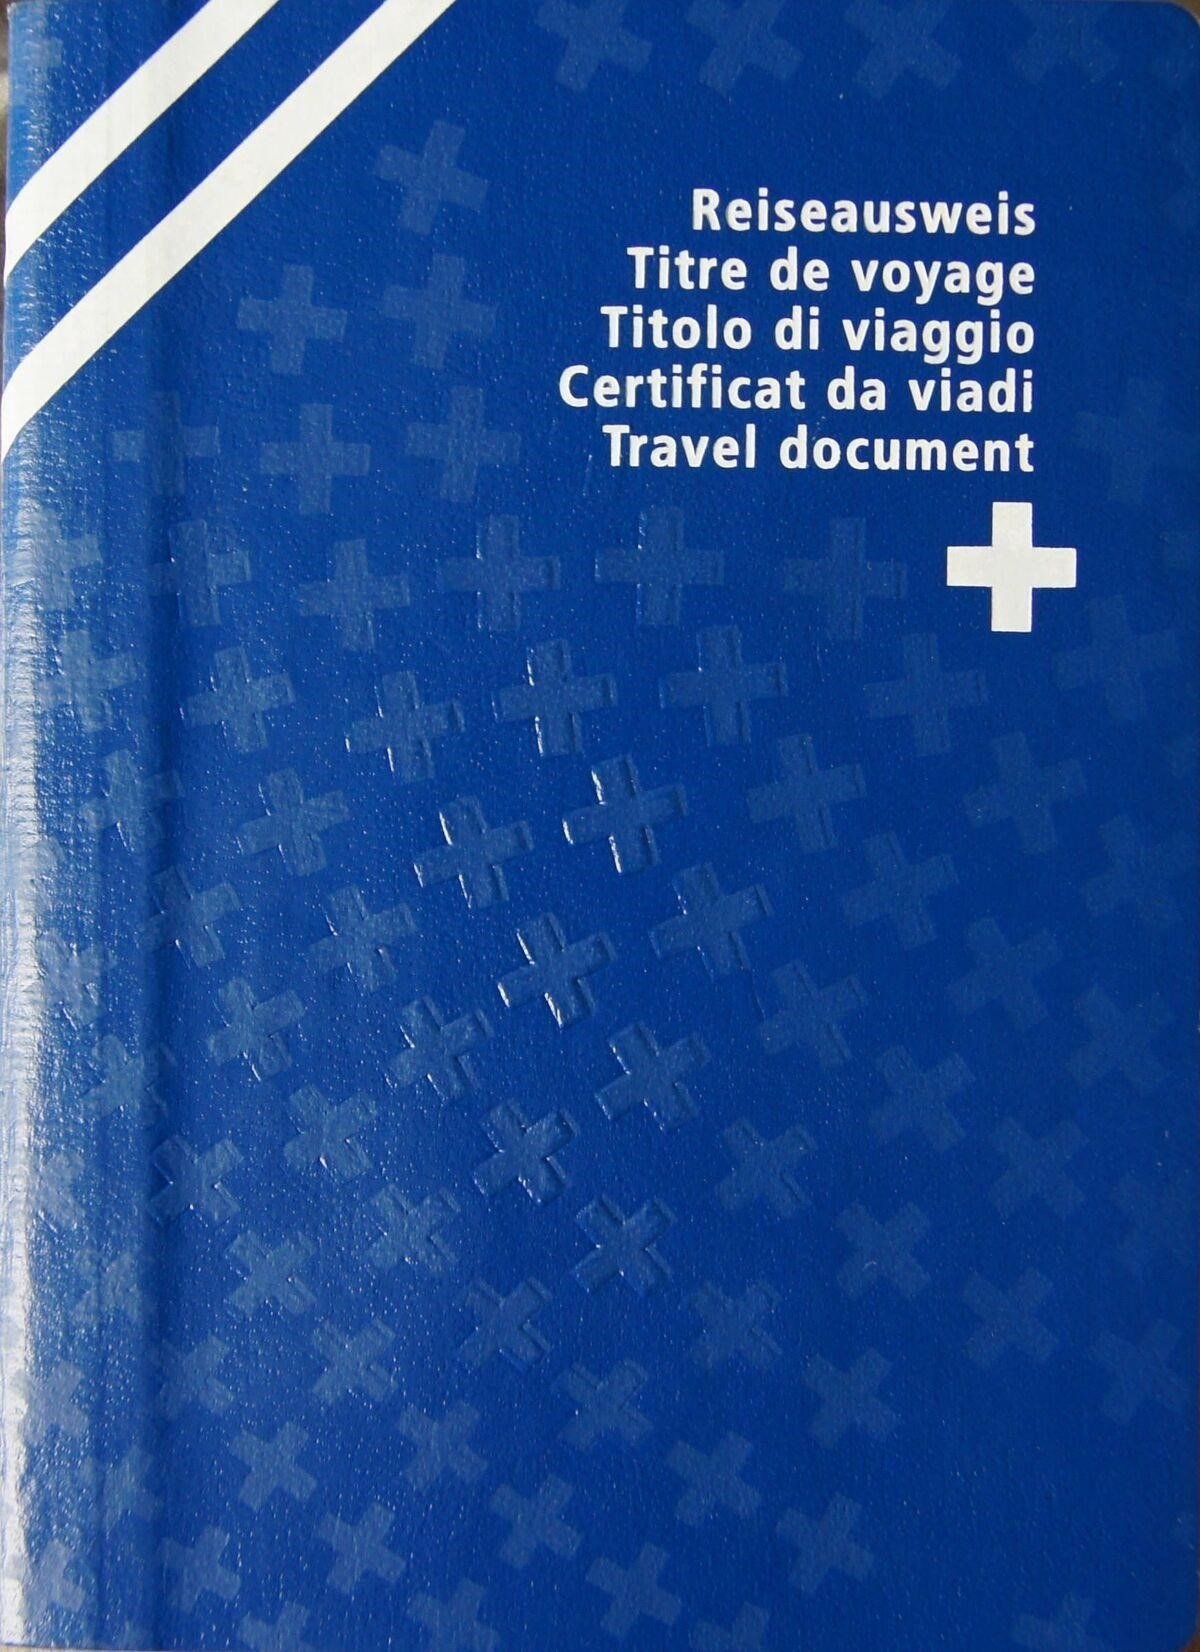 Reiseausweis
Titre de voyage
Titolo di viaggio
Certificat da viadi
Travel document